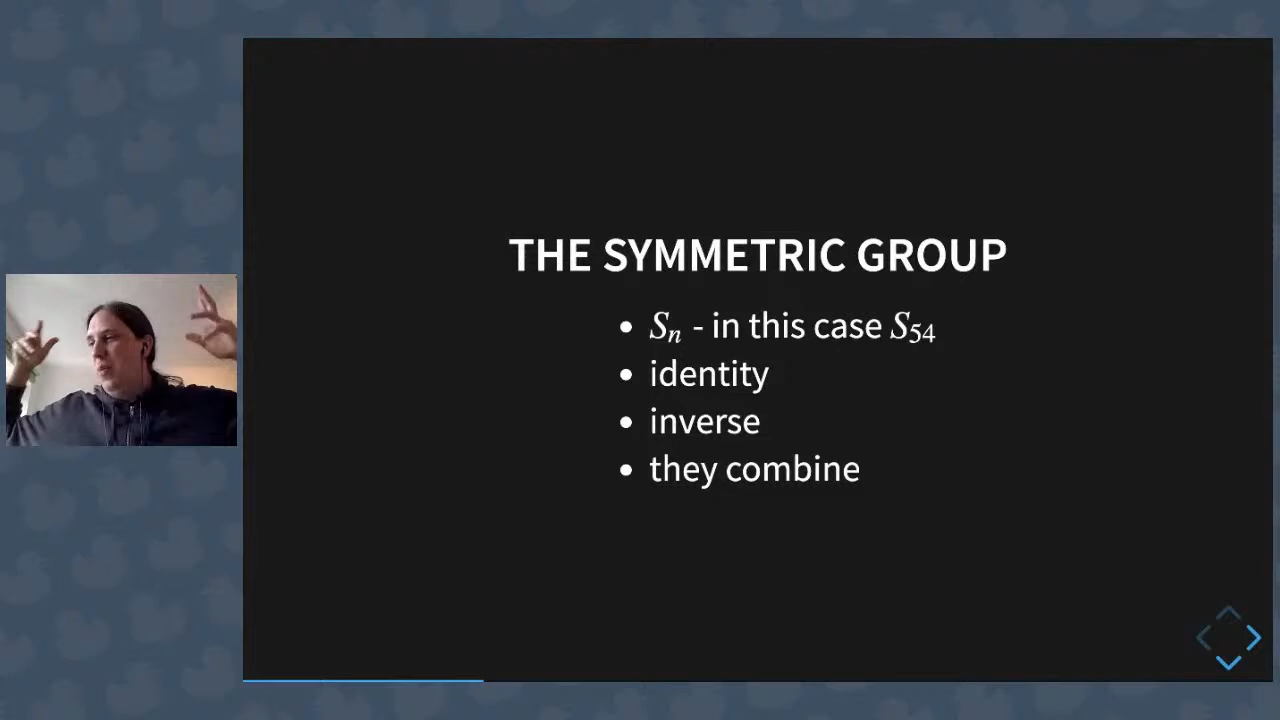 THE SYMMETRIC GROUP
• Sₙ - in this case S₅₄
• identity
• inverse
• they combine